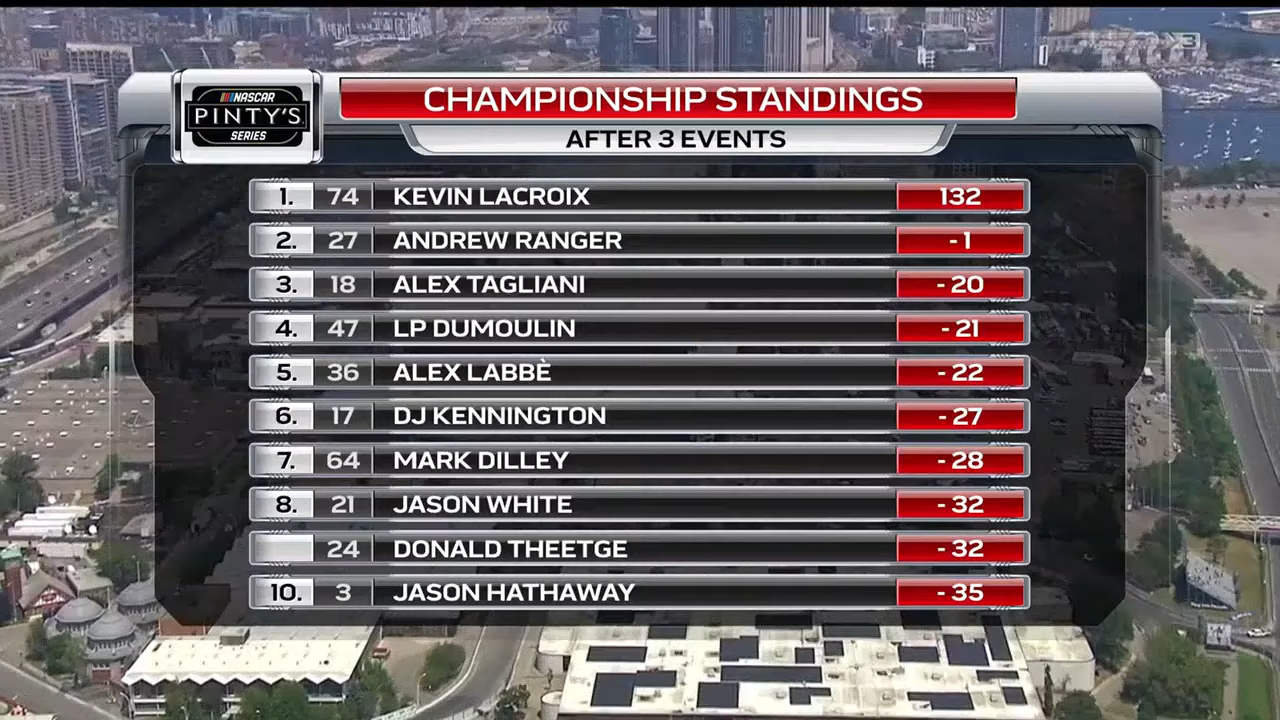 NASCAR
PINTY'S
SERIES
CHAMPIONSHIP STANDINGS
AFTER 3 EVENTS
1. 74 KEVIN LACROIX 132
2. 27 ANDREW RANGER - 1
3. 18 ALEX TAGLIANI - 20
4. 47 LP DUMOULIN - 21
5. 36 ALEX LABBÈ - 22
6. 17 DJ KENNINGTON - 27
7. 64 MARK DILLEY - 28
8. 21 JASON WHITE - 32
24 DONALD THEETGE - 32
10. 3 JASON HATHAWAY - 35